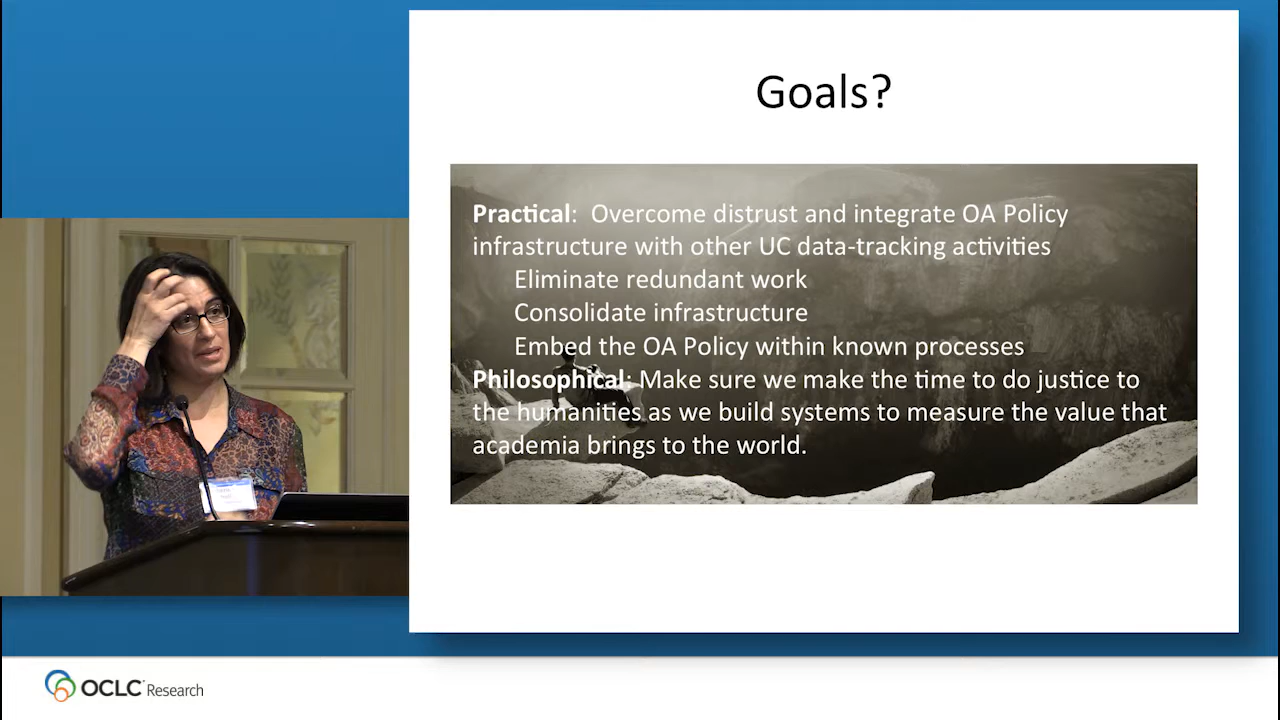 Goals?
Practical: Overcome distrust and integrate OA Policy
infrastructure with other UC data-tracking activities
Eliminate redundant work
Consolidate infrastructure
Embed the OA Policy within known processes
Philosophical: Make sure we make the time to do justice to
the humanities as we build systems to measure the value that
academia brings to the world.
OCLC Research